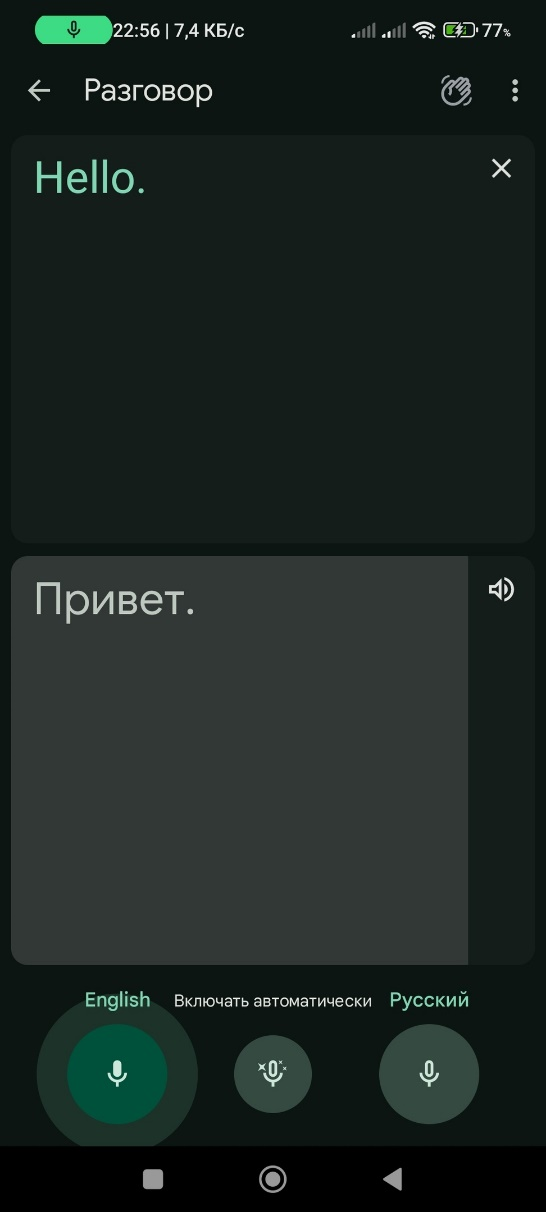 22:56 | 7,4 КБ/с 77%
Разговор
Hello.
Привет.
English Включать автоматически Русский